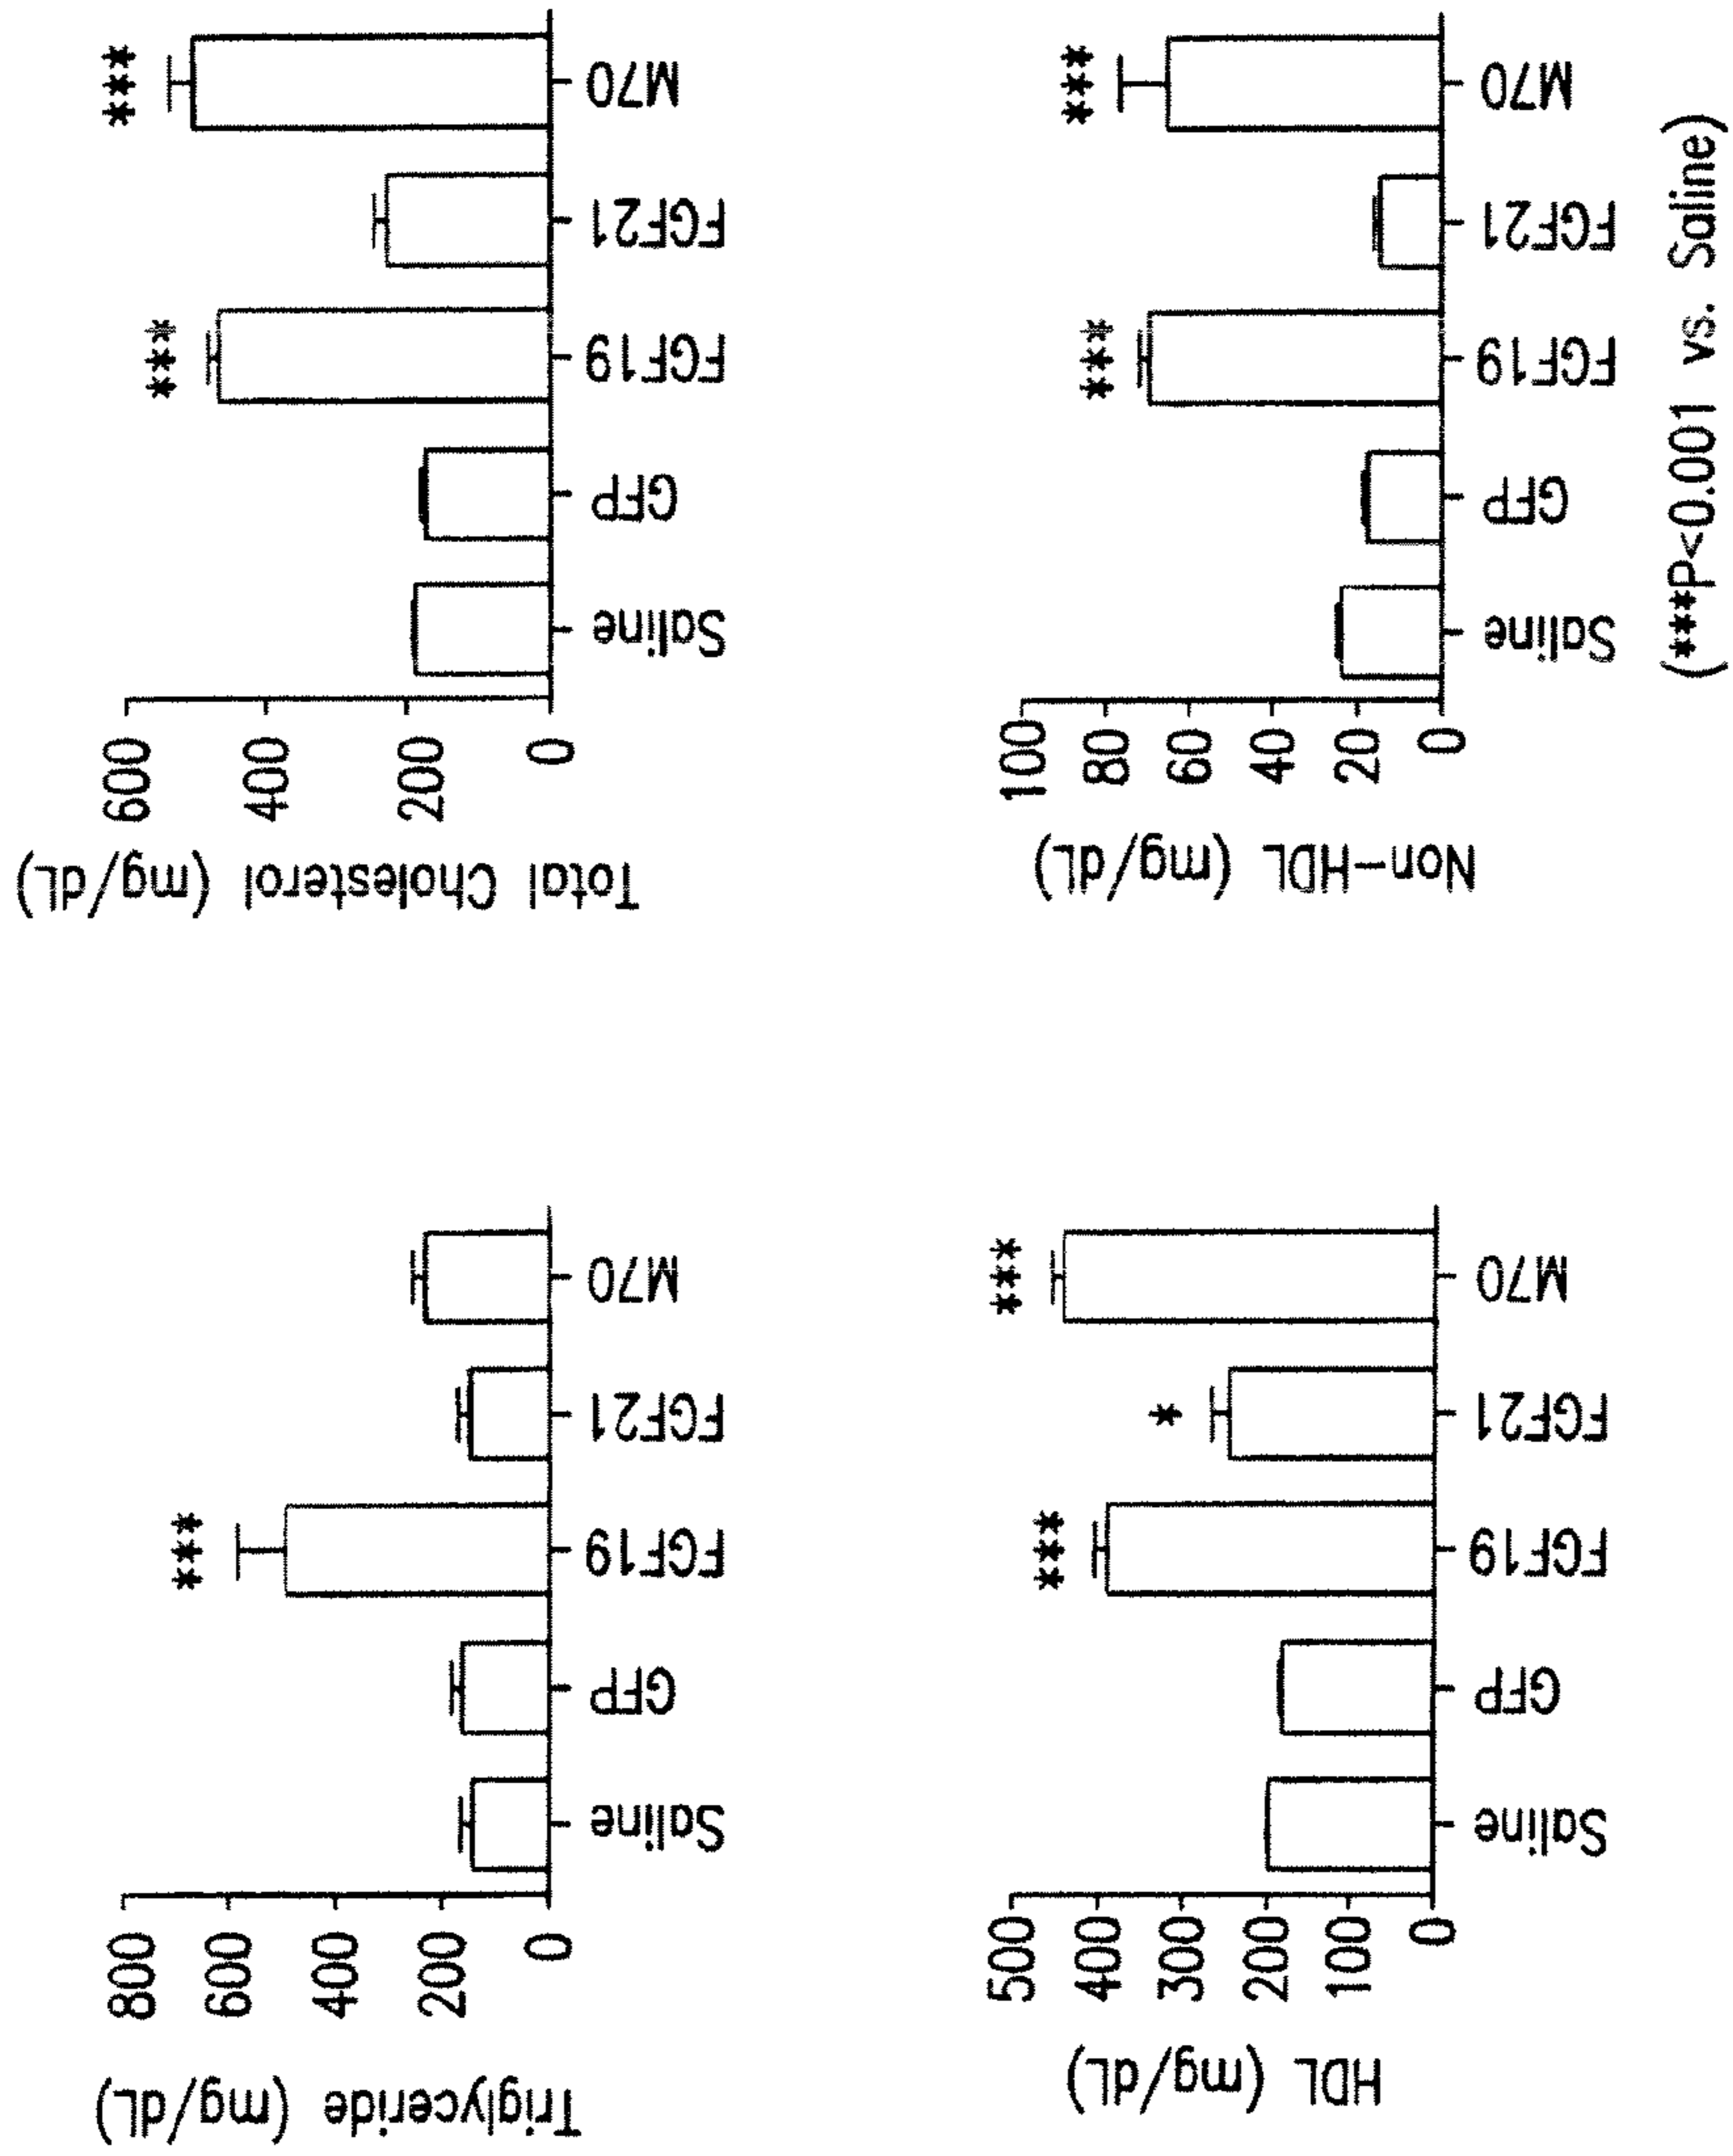 Triglyceride (mg/dL)
800
600
400
200
0
***
Saline
GFP
FGF19
FGF21
M70
Total Cholesterol (mg/dL)
600
400
200
0
***
***
Saline
GFP
FGF19
FGF21
M70
HDL (mg/dL)
500
400
300
200
100
0
***
*
***
Saline
GFP
FGF19
FGF21
M70
Non-HDL (mg/dL)
100
80
60
40
20
0
***
***
Saline
GFP
FGF19
FGF21
M70
(***P<0.001 vs. Saline)